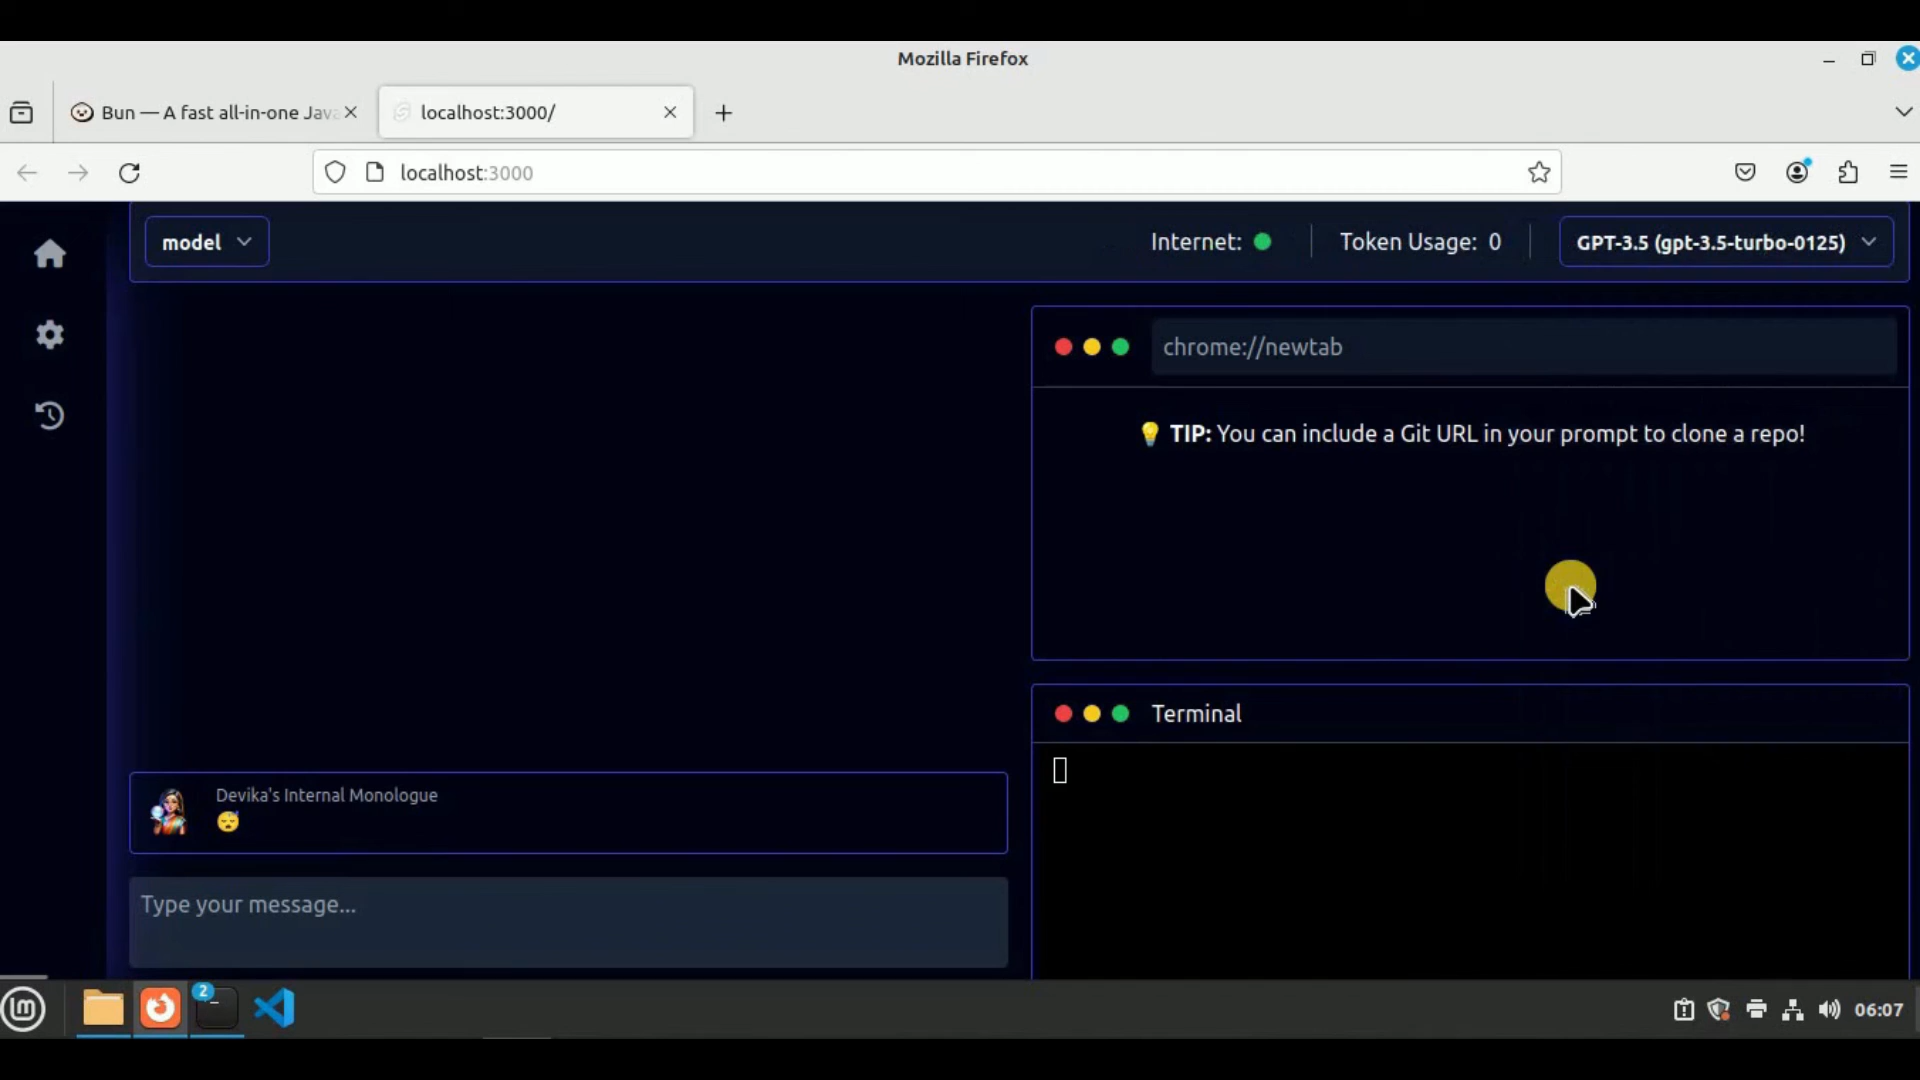 Mozilla Firefox
Bun — A fast all-in-one Java
localhost:3000/
localhost:3000
model
Internet:
Token Usage: 0
GPT-3.5 (gpt-3.5-turbo-0125)
chrome://newtab
TIP: You can include a Git URL in your prompt to clone a repo!
Terminal
Devika's Internal Monologue
Type your message...
2
06:07